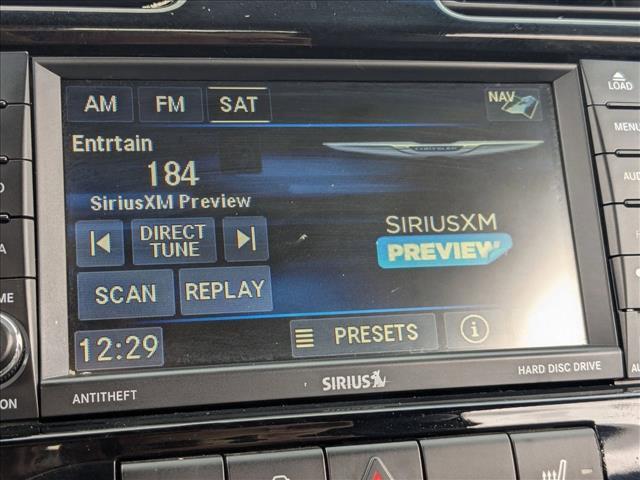 AM FM SAT NAV
LOAD
Entrtain
CHRYSLER
MENU
184
SiriusXM Preview
DIRECT
TUNE
SIRIUSXM
PREVIEW
SCAN REPLAY
12:29
PRESETS i
HARD DISC DRIVE
SIRIUS
ANTITHEFT